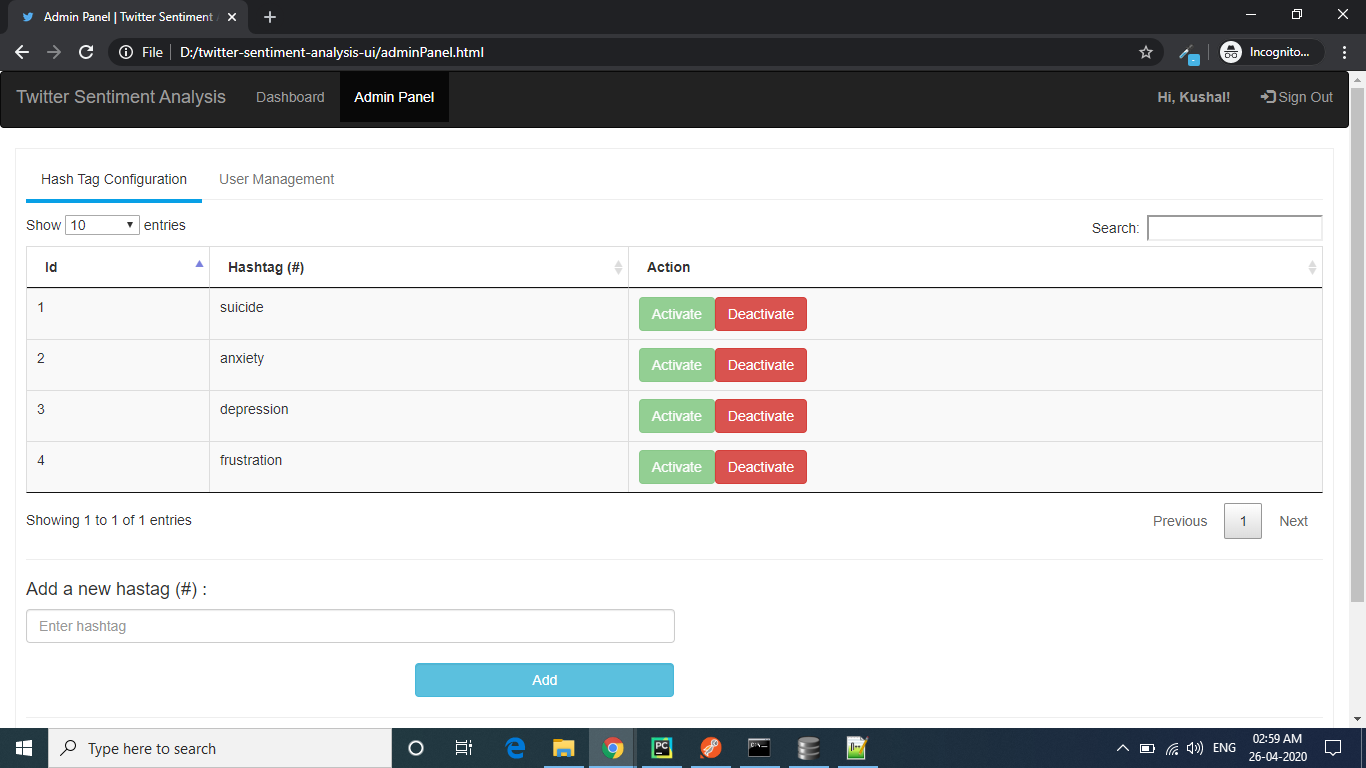 Admin Panel | Twitter Sentiment
File D:/twitter-sentiment-analysis-ui/adminPanel.html Incognito...
Twitter Sentiment Analysis Dashboard Admin Panel Hi, Kushal! Sign Out
Hash Tag Configuration User Management
Show 10 entries Search:
Id Hashtag (#) Action
1 suicide Activate Deactivate
2 anxiety Activate Deactivate
3 depression Activate Deactivate
4 frustration Activate Deactivate
Showing 1 to 1 of 1 entries Previous 1 Next
Add a new hastag (#) :
Enter hashtag
Add
Type here to search ENG 02:59 AM
26-04-2020